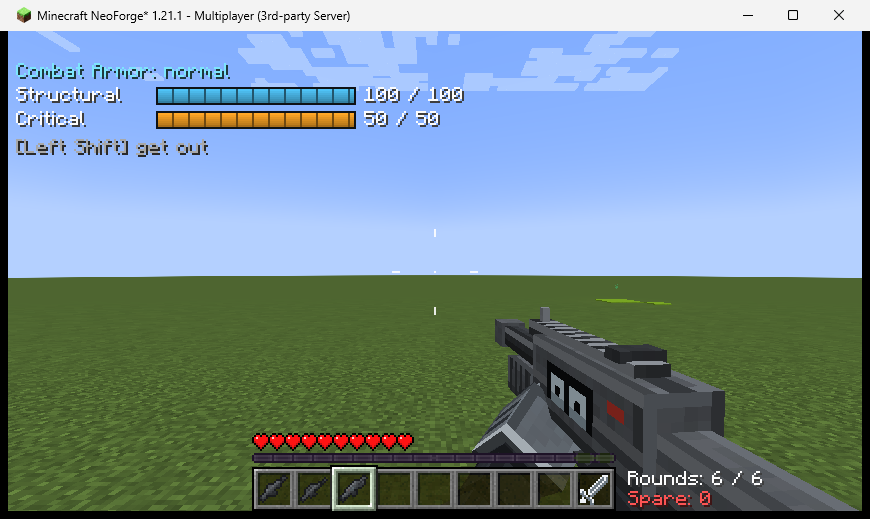 Minecraft NeoForge* 1.21.1 - Multiplayer (3rd-party Server)
Combat Armor: normal
Structural 100 / 100
Critical 50 / 50
[Left Shift] get out
00
Rounds: 6 / 6
Spare: 0